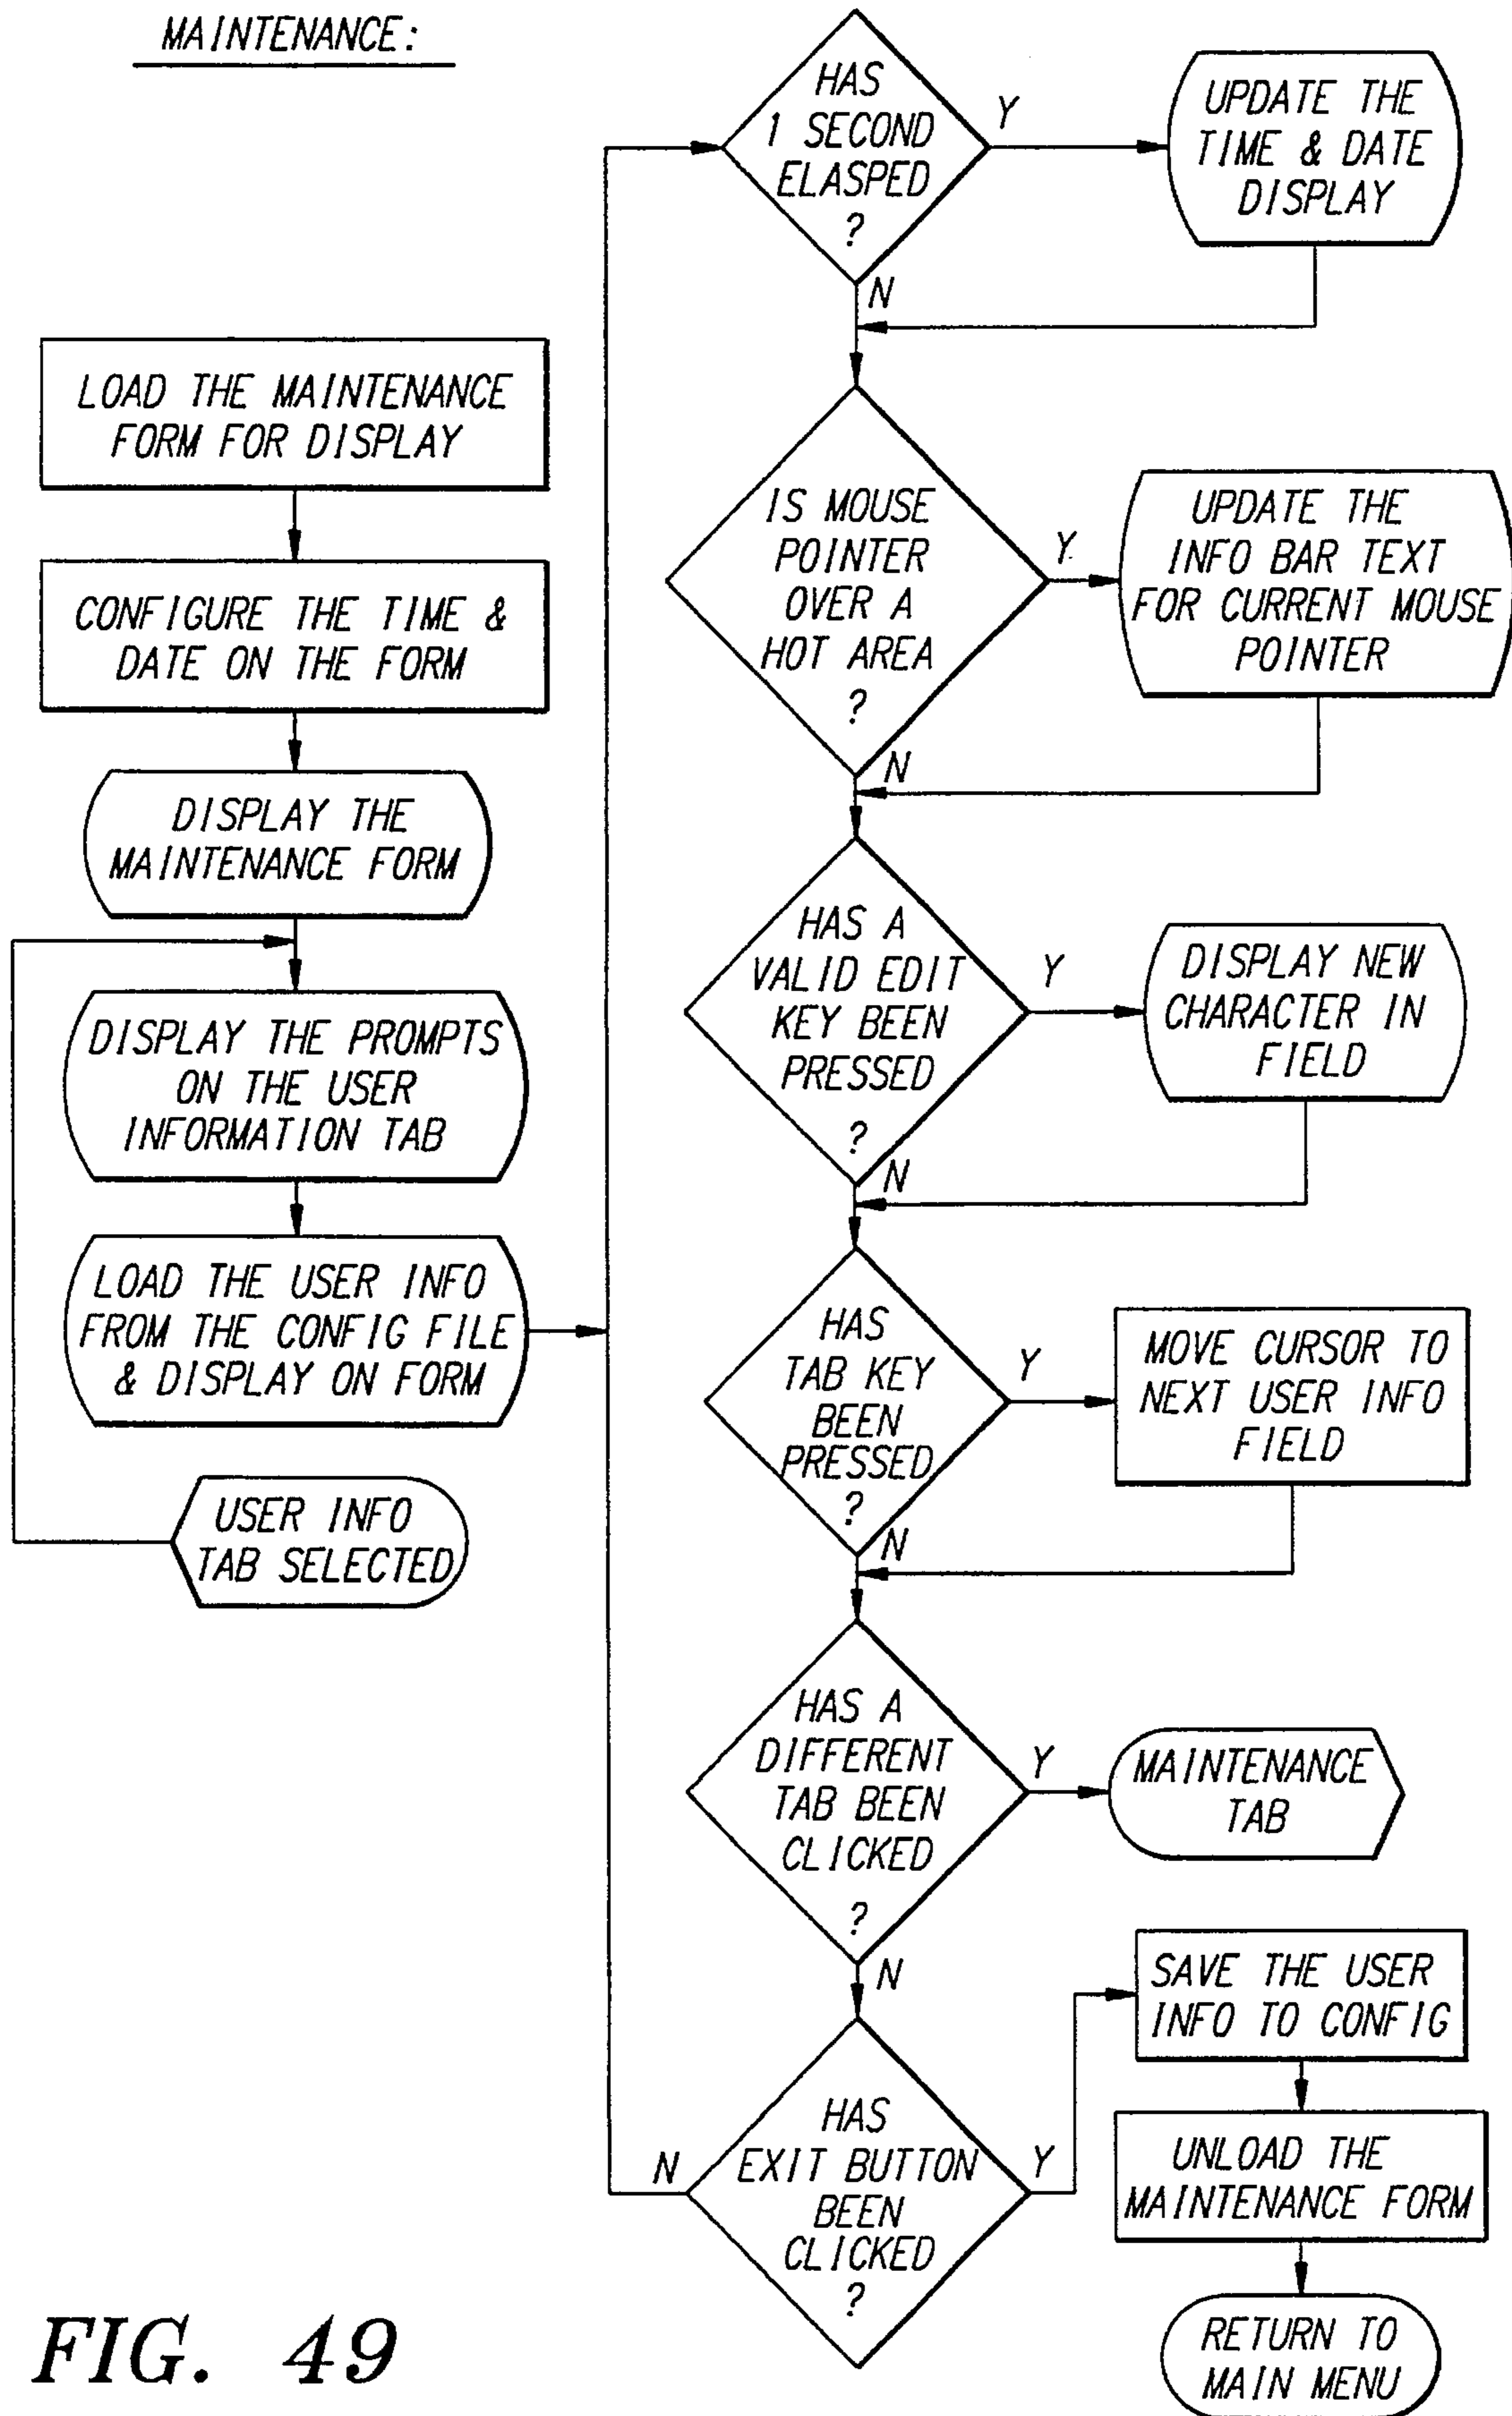 MAINTENANCE:
LOAD THE MAINTENANCE
FORM FOR DISPLAY
CONFIGURE THE TIME &
DATE ON THE FORM
DISPLAY THE
MAINTENANCE FORM
DISPLAY THE PROMPTS
ON THE USER
INFORMATION TAB
LOAD THE USER INFO
FROM THE CONFIG FILE
& DISPLAY ON FORM
USER INFO
TAB SELECTED
HAS
1 SECOND
ELASPED
?
Y
N
UPDATE THE
TIME & DATE
DISPLAY
IS MOUSE
POINTER
OVER A
HOT AREA
?
Y
N
UPDATE THE
INFO BAR TEXT
FOR CURRENT MOUSE
POINTER
HAS A
VALID EDIT
KEY BEEN
PRESSED
?
Y
N
DISPLAY NEW
CHARACTER IN
FIELD
HAS
TAB KEY
BEEN
PRESSED
?
Y
N
MOVE CURSOR TO
NEXT USER INFO
FIELD
HAS A
DIFFERENT
TAB BEEN
CLICKED
?
Y
N
MAINTENANCE
TAB
HAS
EXIT BUTTON
BEEN
CLICKED
?
N
Y
SAVE THE USER
INFO TO CONFIG
UNLOAD THE
MAINTENANCE FORM
RETURN TO
MAIN MENU
FIG. 49